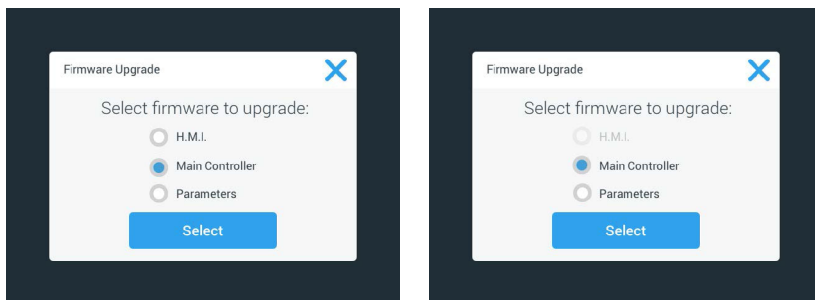 Firmware Upgrade
Select firmware to upgrade:
H.M.I.
Main Controller
Parameters
Select
Firmware Upgrade
Select firmware to upgrade:
H.M.I.
Main Controller
Parameters
Select